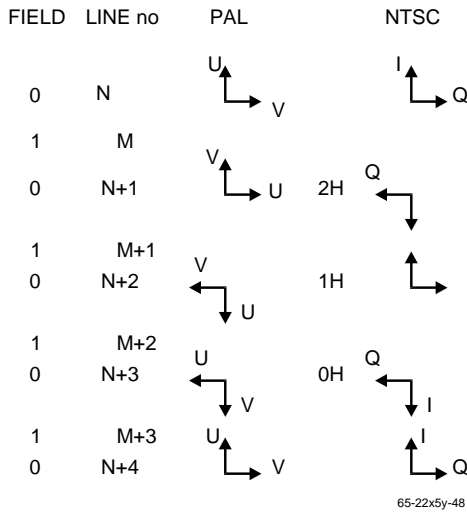 FIELD LINE no PAL NTSC
U I
0 N V Q
1 M
V Q
0 N+1 U 2H
1 M+1
V
0 N+2 1H
U
1 M+2
U Q
0 N+3 0H
V I
1 M+3 U I
0 N+4 V Q
65-22x5y-48